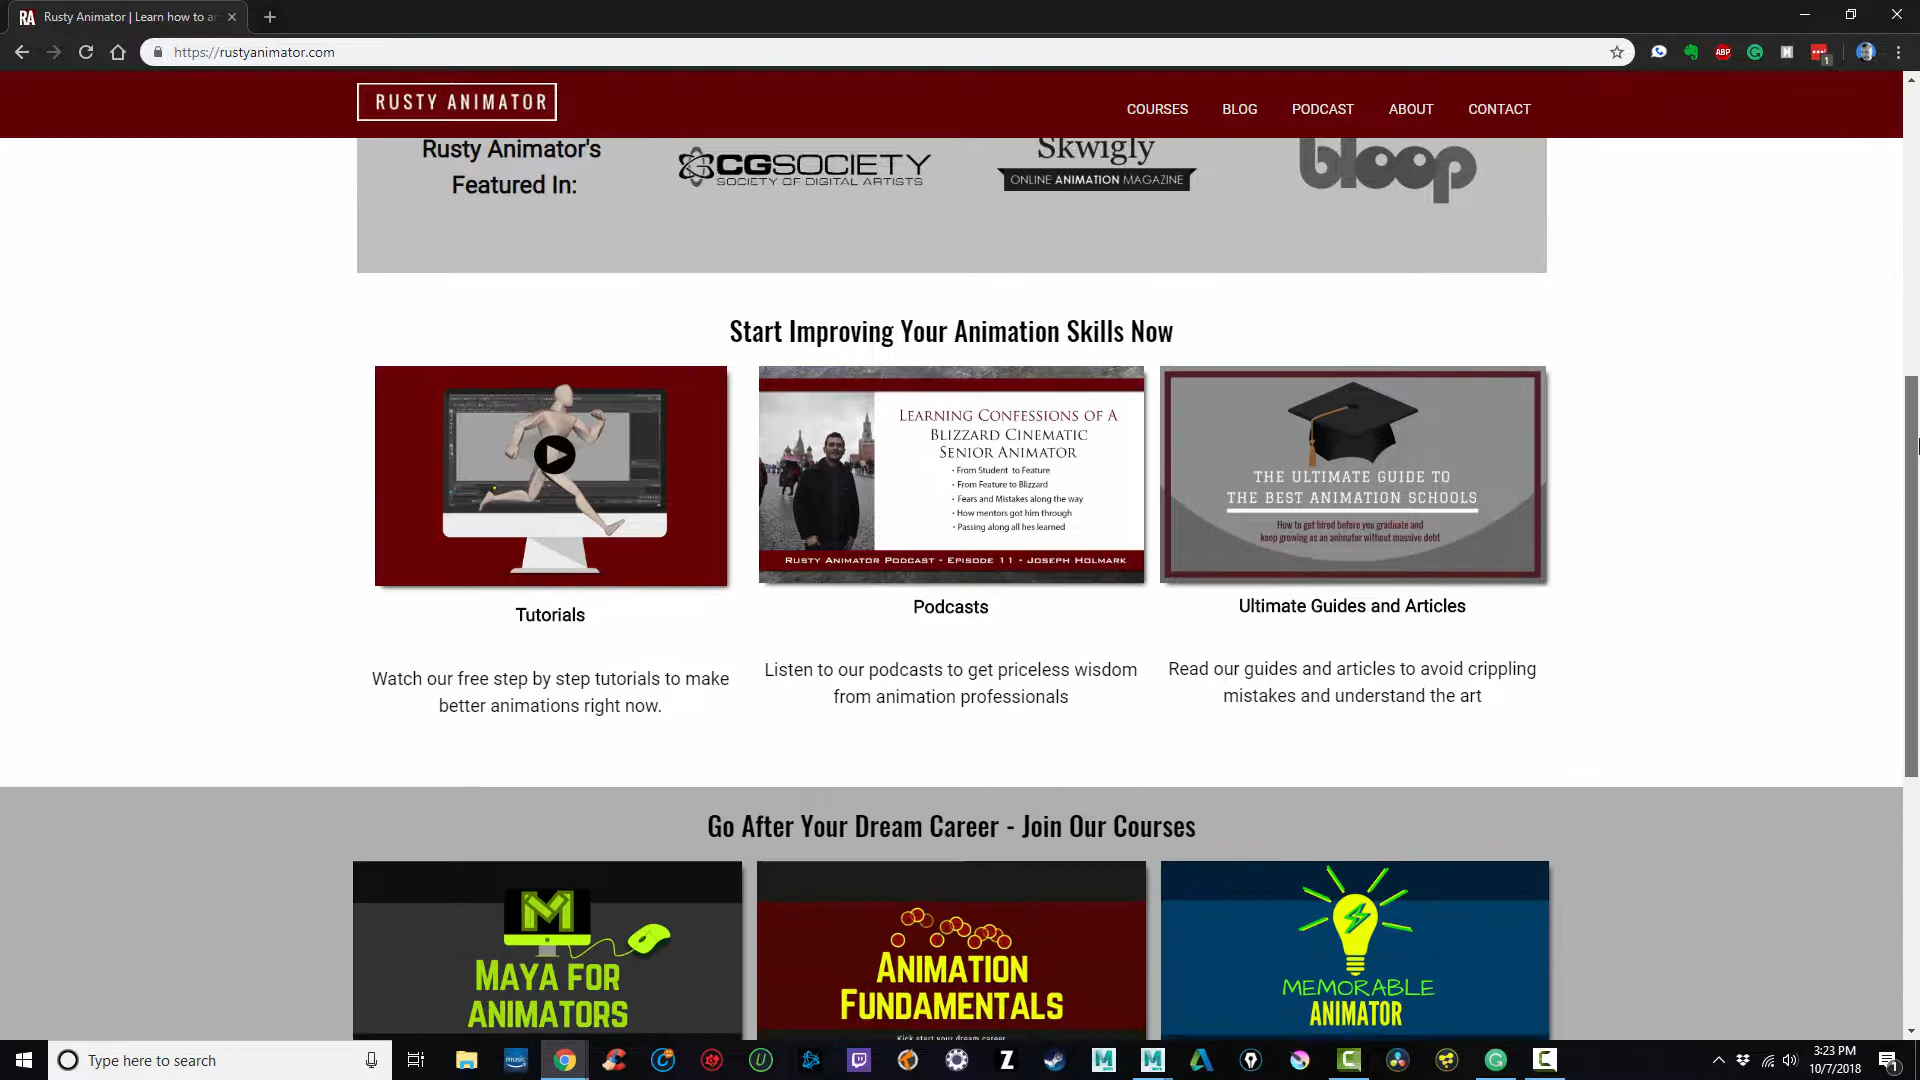 RA Rusty Animator | Learn how to a
https://rustyanimator.com
ABP
1
RUSTY ANIMATOR
COURSES BLOG PODCAST ABOUT CONTACT
Rusty Animator's
Featured In:
CGSOCIETY
SOCIETY OF DIGITAL ARTISTS
Skwigly
ONLINE ANIMATION MAGAZINE
bloop
Start Improving Your Animation Skills Now
LEARNING CONFESSIONS OF A
BLIZZARD CINEMATIC
SENIOR ANIMATOR
• From Student to Feature
• From Feature to Blizzard
• Fears and Mistakes along the way
• How mentors got him through
• Passing along all hes learned
RUSTY ANIMATOR PODCAST - EPISODE 11 - JOSEPH HOLMARK
THE ULTIMATE GUIDE TO
THE BEST ANIMATION SCHOOLS
How to get hired before you graduate and
keep growing as an animator without massive debt
Tutorials
Podcasts
Ultimate Guides and Articles
Watch our free step by step tutorials to make
better animations right now.
Listen to our podcasts to get priceless wisdom
from animation professionals
Read our guides and articles to avoid crippling
mistakes and understand the art
Go After Your Dream Career - Join Our Courses
M
MAYA FOR
ANIMATORS
ANIMATION
FUNDAMENTALS
Kick start your dream career
MEMORABLE
ANIMATOR
Type here to search
music
3:23 PM
10/7/2018
1